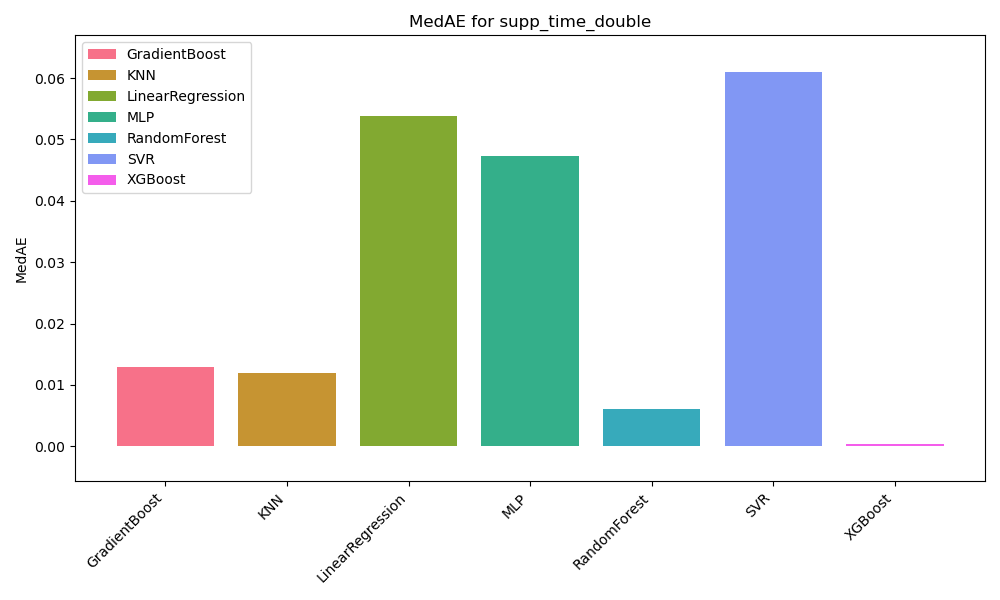 MedAE for supp_time_double
GradientBoost
KNN
LinearRegression
MLP
RandomForest
SVR
XGBoost
MedAE
0.06
0.05
0.04
0.03
0.02
0.01
0.00
GradientBoost
KNN
LinearRegression
MLP
RandomForest
SVR
XGBoost